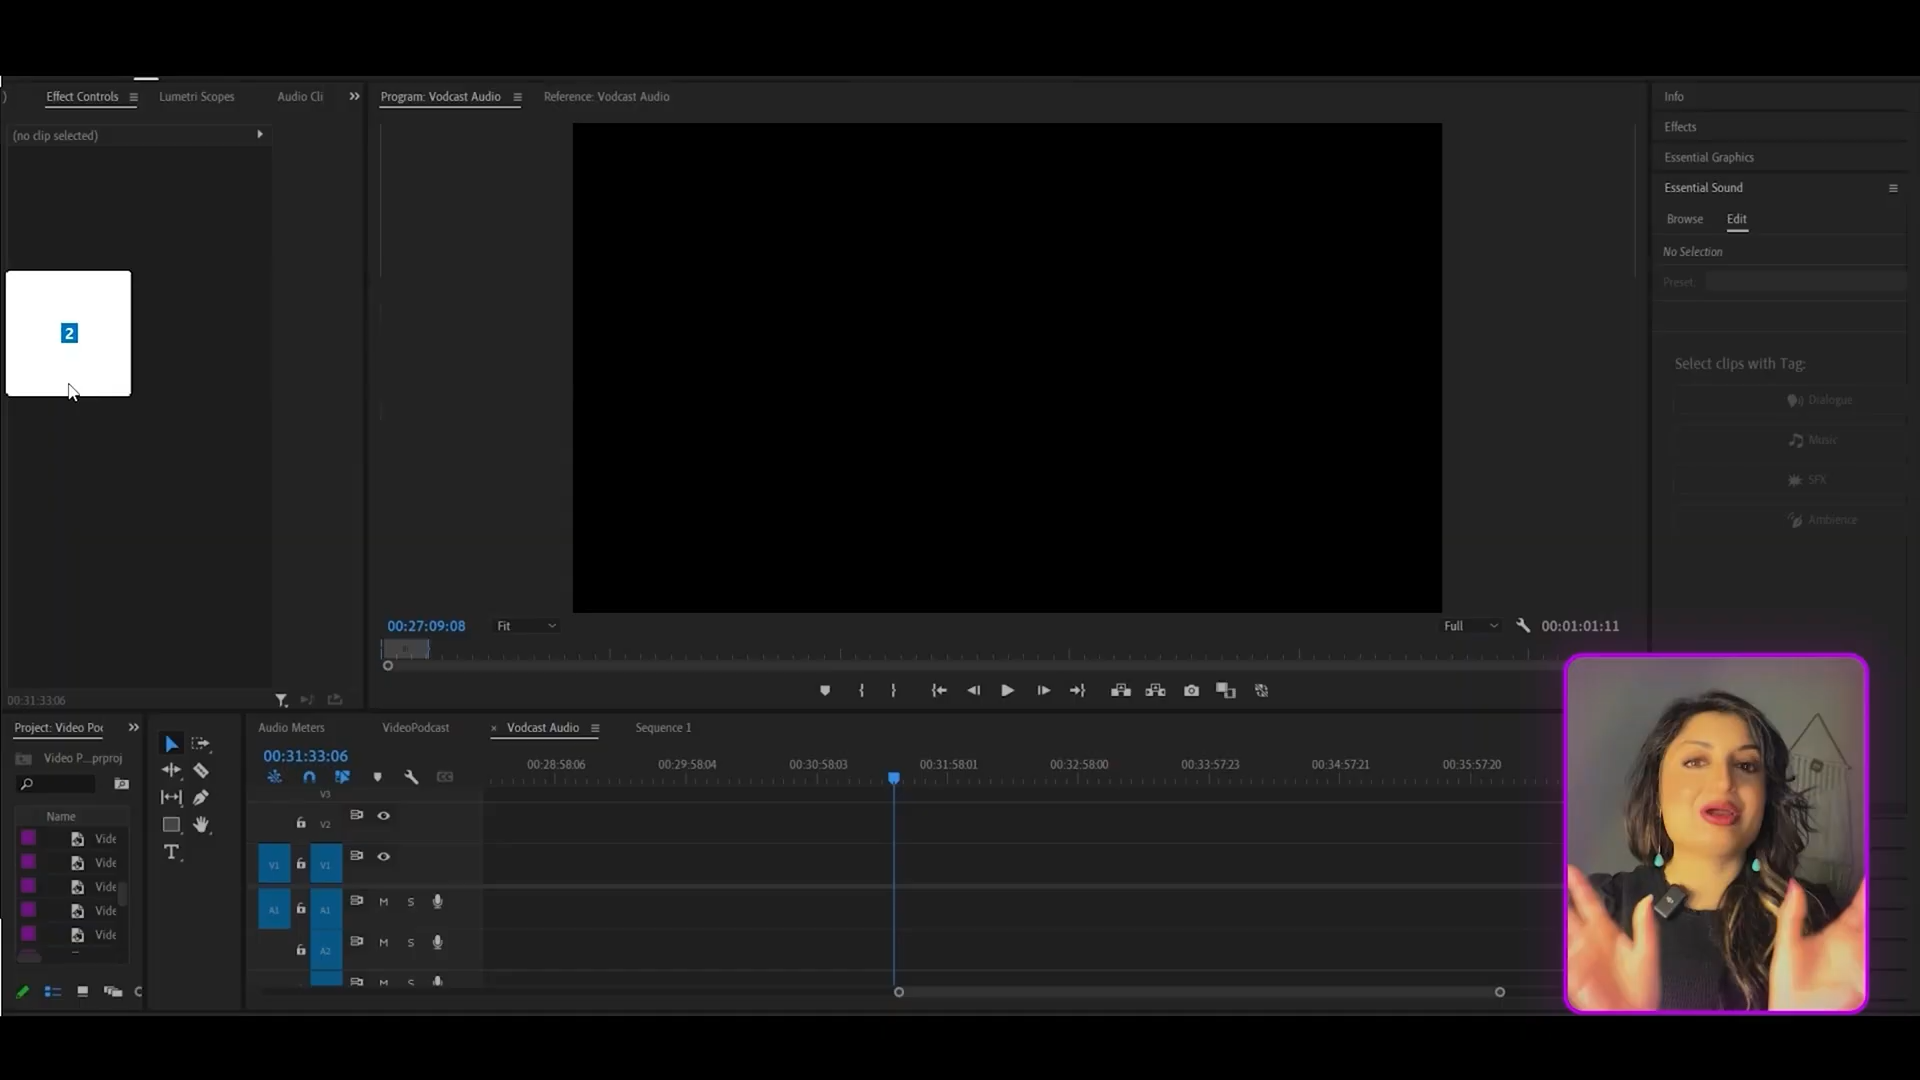 Effect Controls
Lumetri Scopes
Audio Cli
Program: Vodcast Audio
Reference: Vodcast Audio
Info
Effects
Essential Graphics
Essential Sound
Browse
Edit
No Selection
Preset:
(no clip selected)
2
Select clips with Tag:
Dialogue
Music
SFX
Ambience
00:27:09:08
Fit
Full
00:01:01:11
00:31:33:06
Project: Video Po
Audio Meters
VideoPodcast
Vodcast Audio
Sequence 1
Video P...prproj
00:31:33:06
00:28:58:06
00:29:58:04
00:30:58:03
00:31:58:01
00:32:58:00
00:33:57:23
00:34:57:21
00:35:57:20
Name
Vide
Vide
Vide
Vide
Vide
V3
V2
V1
V1
A1
A1
M
S
A2
M
S
M
S